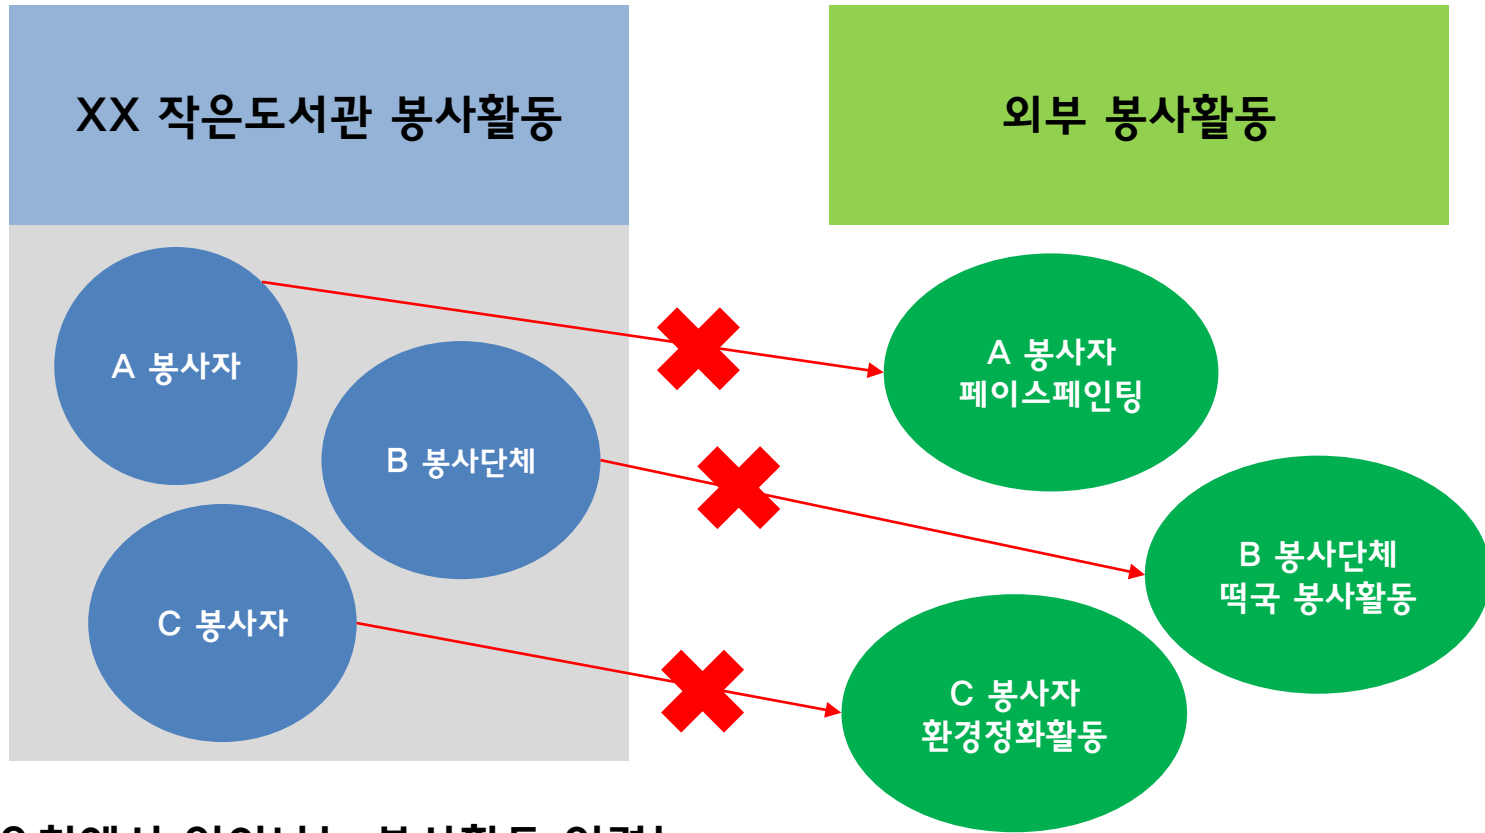 XX 작은도서관 봉사활동
외부 봉사활동
A 봉사자
B 봉사단체
C 봉사자
A 봉사자
페이스페인팅
B 봉사단체
떡국 봉사활동
C 봉사자
환경정화활동